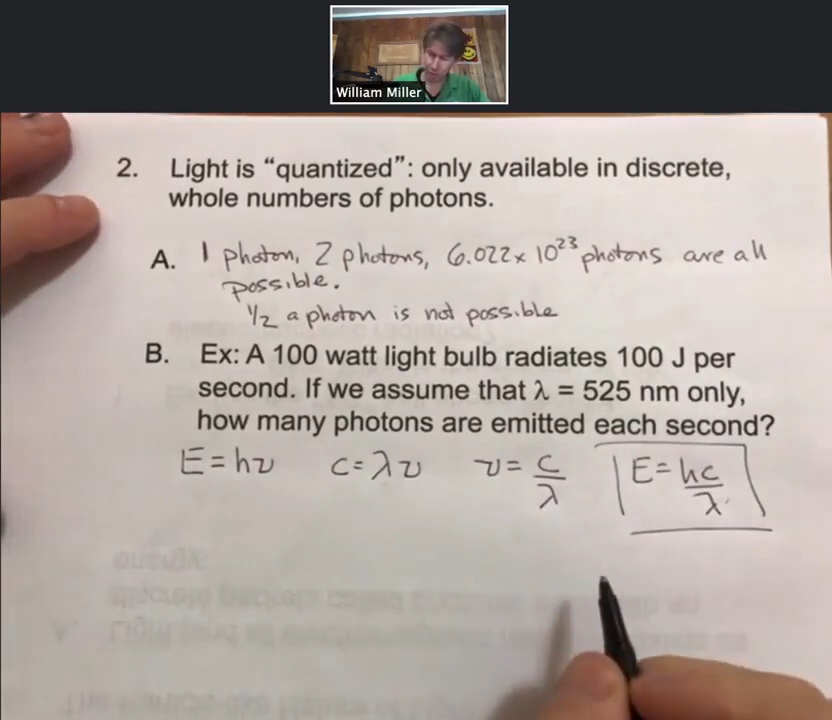 William Miller
2. Light is “quantized”: only available in discrete,
whole numbers of photons.
A. 1 photon, 2 photons, 6.022 x 10²³ photons are all
possible.
1/2 a photon is not possible
B. Ex: A 100 watt light bulb radiates 100 J per
second. If we assume that λ = 525 nm only,
how many photons are emitted each second?
E = hν c = λν ν = c/λ E = hc/λ